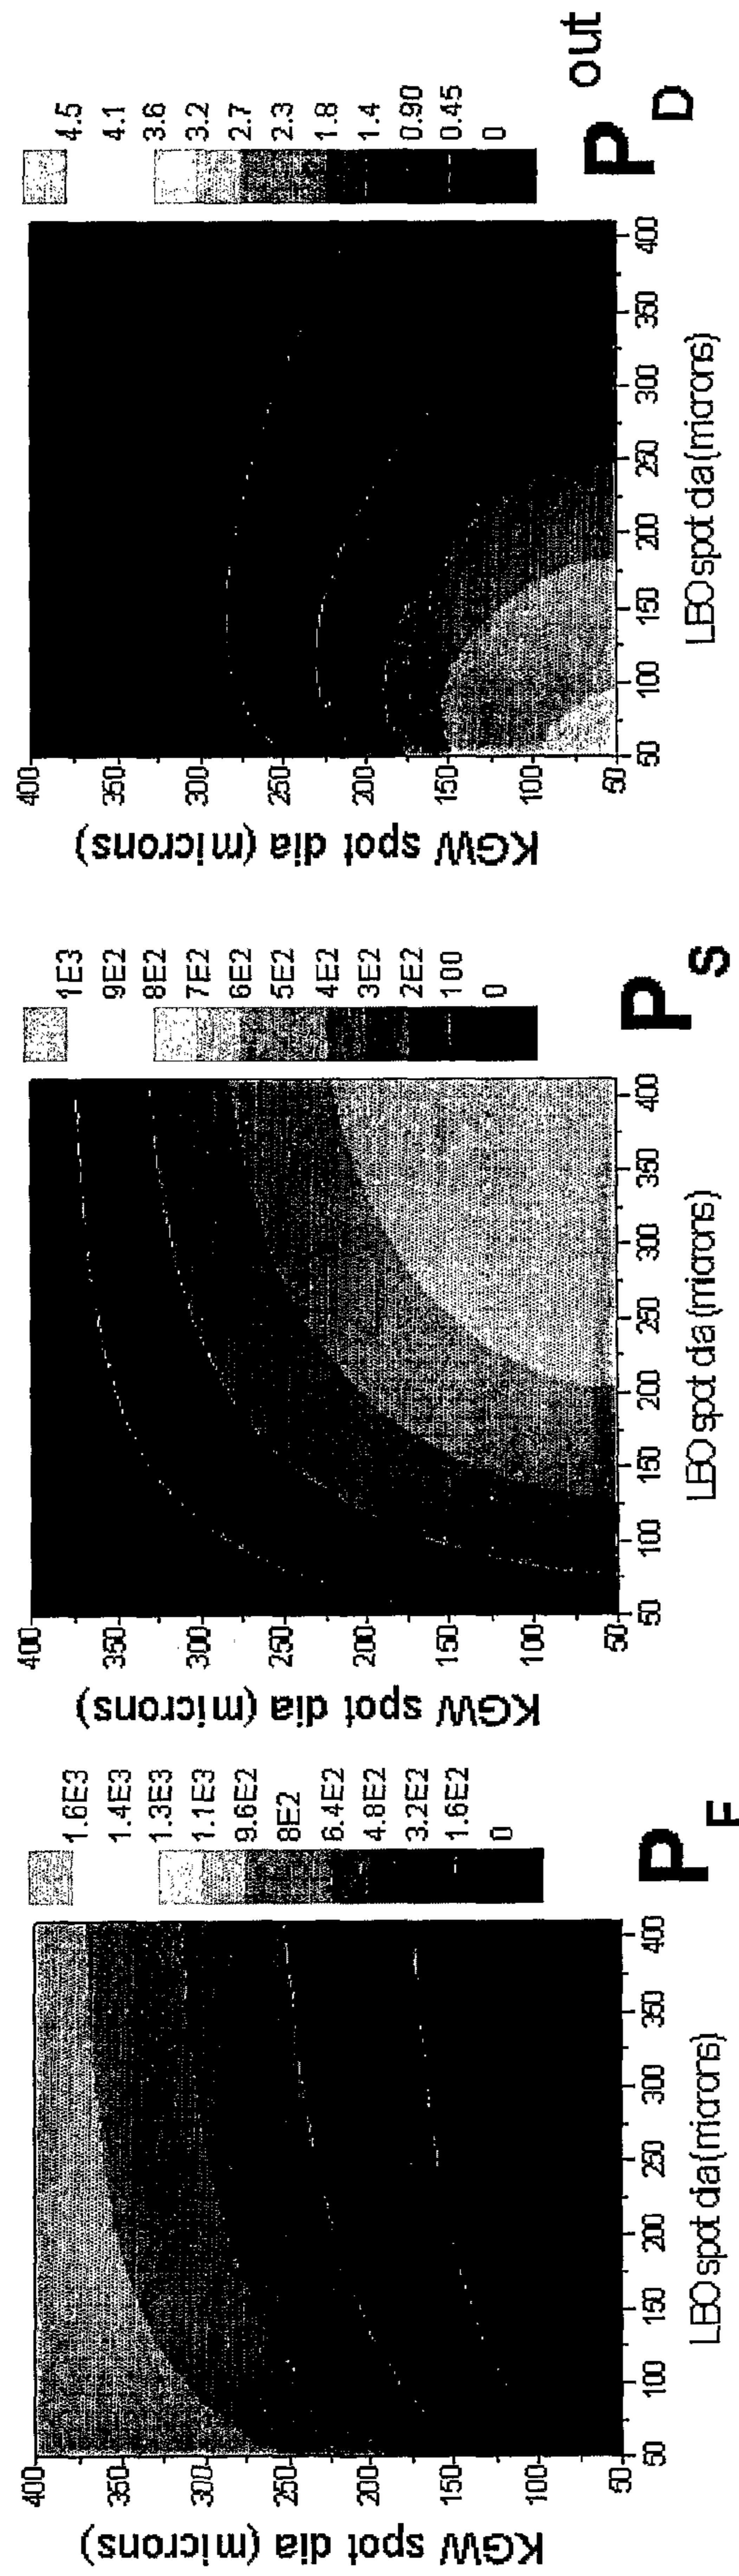 KGW spot dia (microns)
400
350
300
250
200
150
100
50
50
100
150
200
250
300
350
400
LBO spot dia (microns)
1.6E3
1.4E3
1.3E3
1.1E3
9.6E2
8E2
6.4E2
4.8E2
3.2E2
1.6E2
0
P F
KGW spot dia (microns)
400
350
300
250
200
150
100
50
50
100
150
200
250
300
350
400
LBO spot dia (microns)
1E3
9E2
8E2
7E2
6E2
5E2
4E2
3E2
2E2
100
0
P S
KGW spot dia (microns)
400
350
300
250
200
150
100
50
50
100
150
200
250
300
350
400
LBO spot dia (microns)
4.5
4.1
3.6
3.2
2.7
2.3
1.8
1.4
0.90
0.45
0
P D out